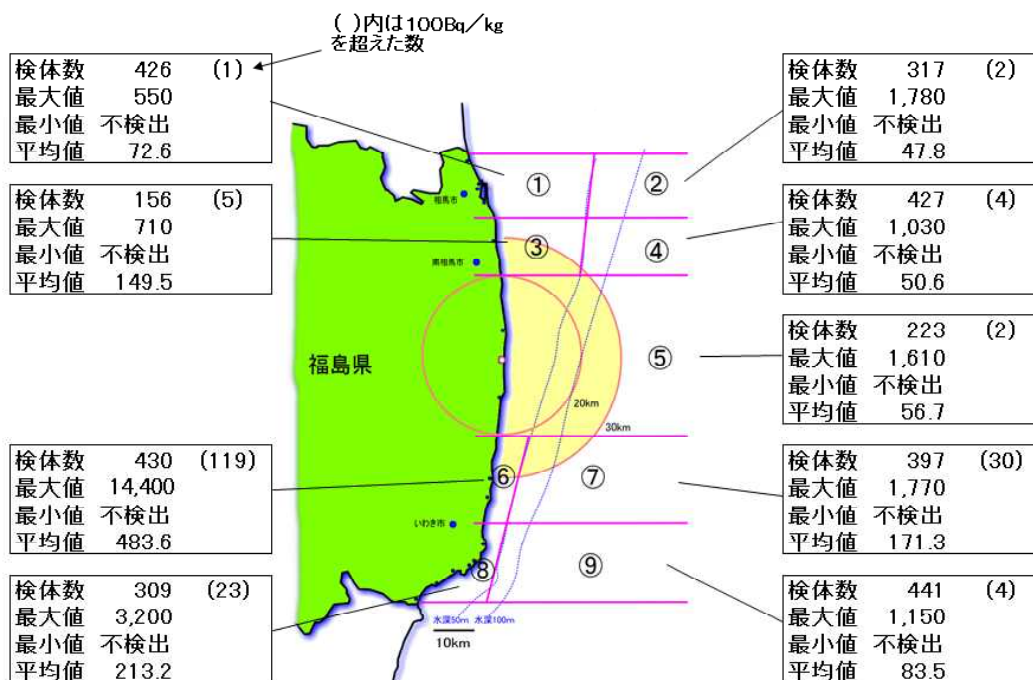 ( )内は100Bq/kg
を超えた数
検体数 426 (1)
最大値 550
最小値 不検出
平均値 72.6
検体数 156 (5)
最大値 710
最小値 不検出
平均値 149.5
検体数 430 (119)
最大値 14,400
最小値 不検出
平均値 483.6
検体数 309 (23)
最大値 3,200
最小値 不検出
平均値 213.2
①
②
相馬市
③
④
南相馬市
福島県
⑤
20km
30km
⑥
⑦
いわき市
⑧
⑨
水深50m 水深100m
10km
検体数 317 (2)
最大値 1,780
最小値 不検出
平均値 47.8
検体数 427 (4)
最大値 1,030
最小値 不検出
平均値 50.6
検体数 223 (2)
最大値 1,610
最小値 不検出
平均値 56.7
検体数 397 (30)
最大値 1,770
最小値 不検出
平均値 171.3
検体数 441 (4)
最大値 1,150
最小値 不検出
平均値 83.5